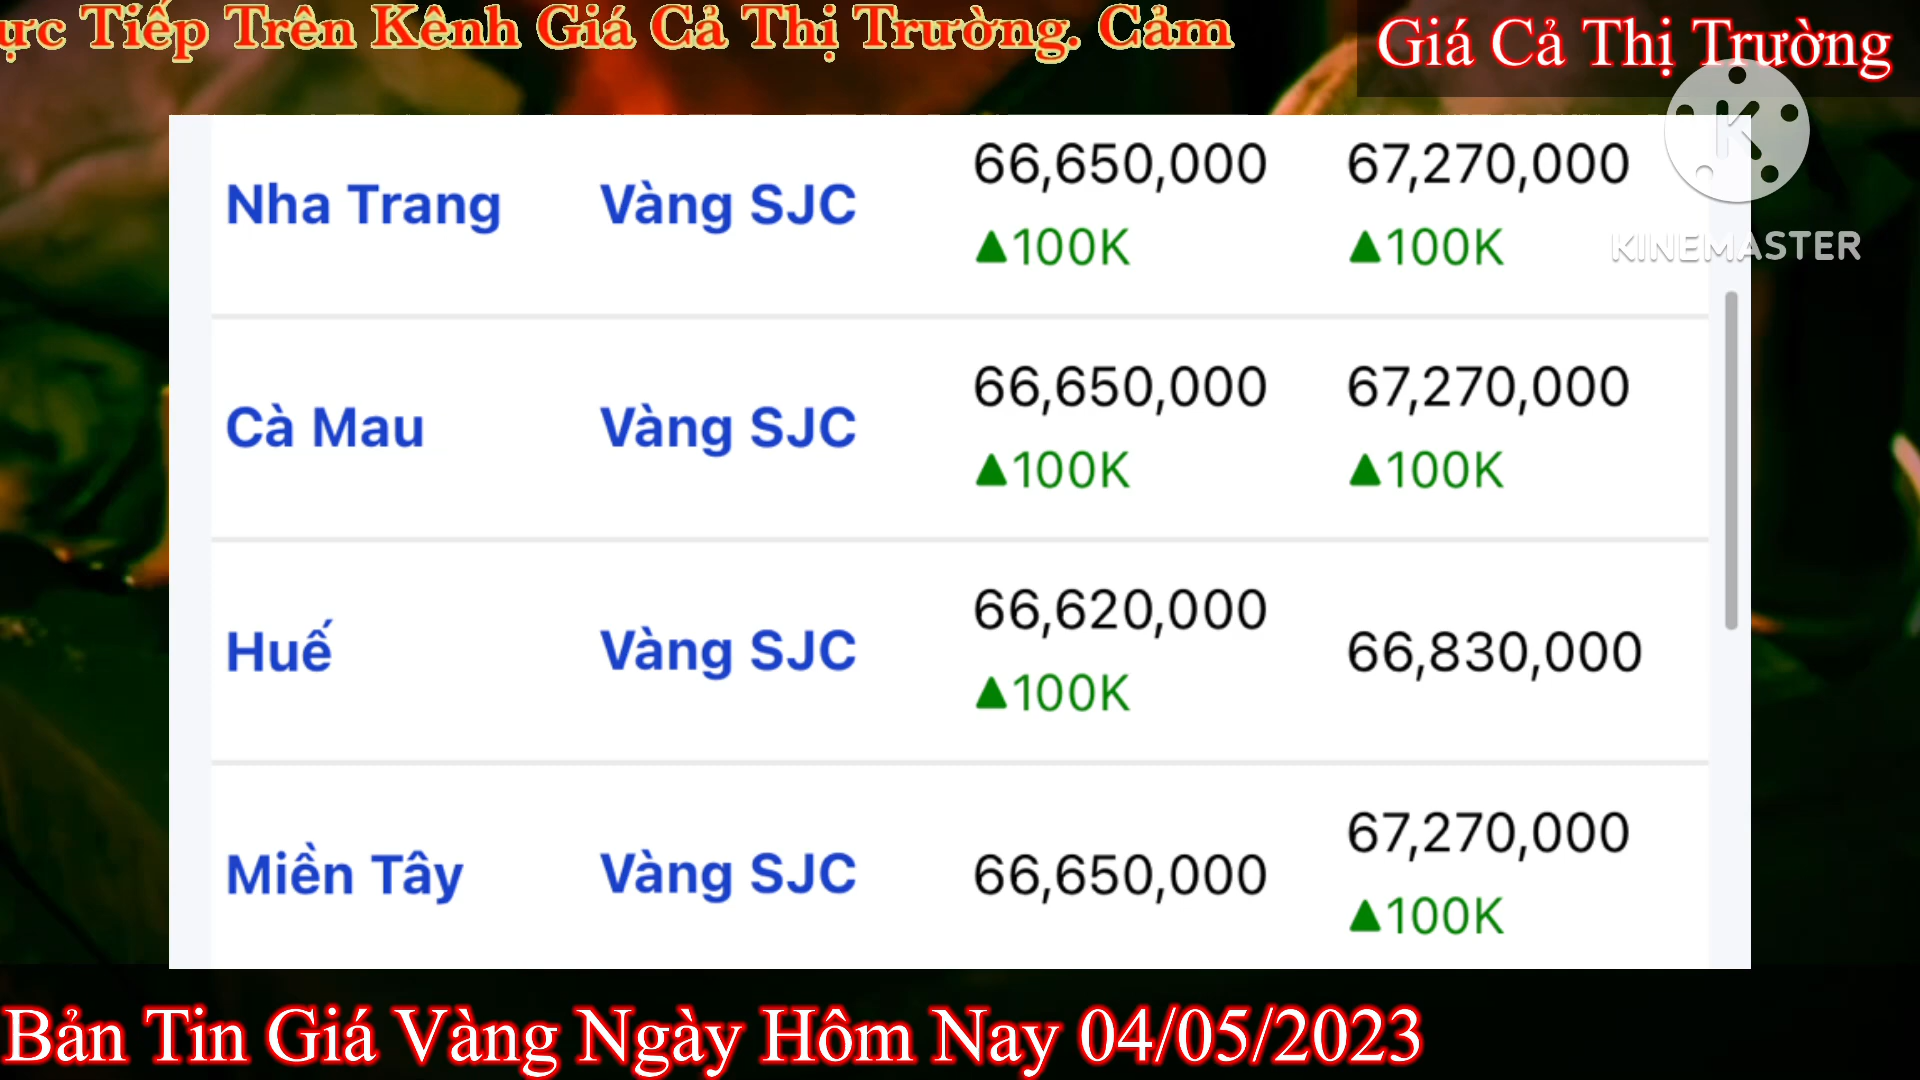 Tiếp Trên Kênh Giá Cả Thị Trường. Cảm
Giá Cả Thị Trường
KINEMASTER
Nha Trang Vàng SJC 66,650,000 67,270,000
▲100K ▲100K
Cà Mau Vàng SJC 66,650,000 67,270,000
▲100K ▲100K
Huế Vàng SJC 66,620,000 66,830,000
▲100K
Miền Tây Vàng SJC 66,650,000 67,270,000
▲100K
Bản Tin Giá Vàng Ngày Hôm Nay 04/05/2023